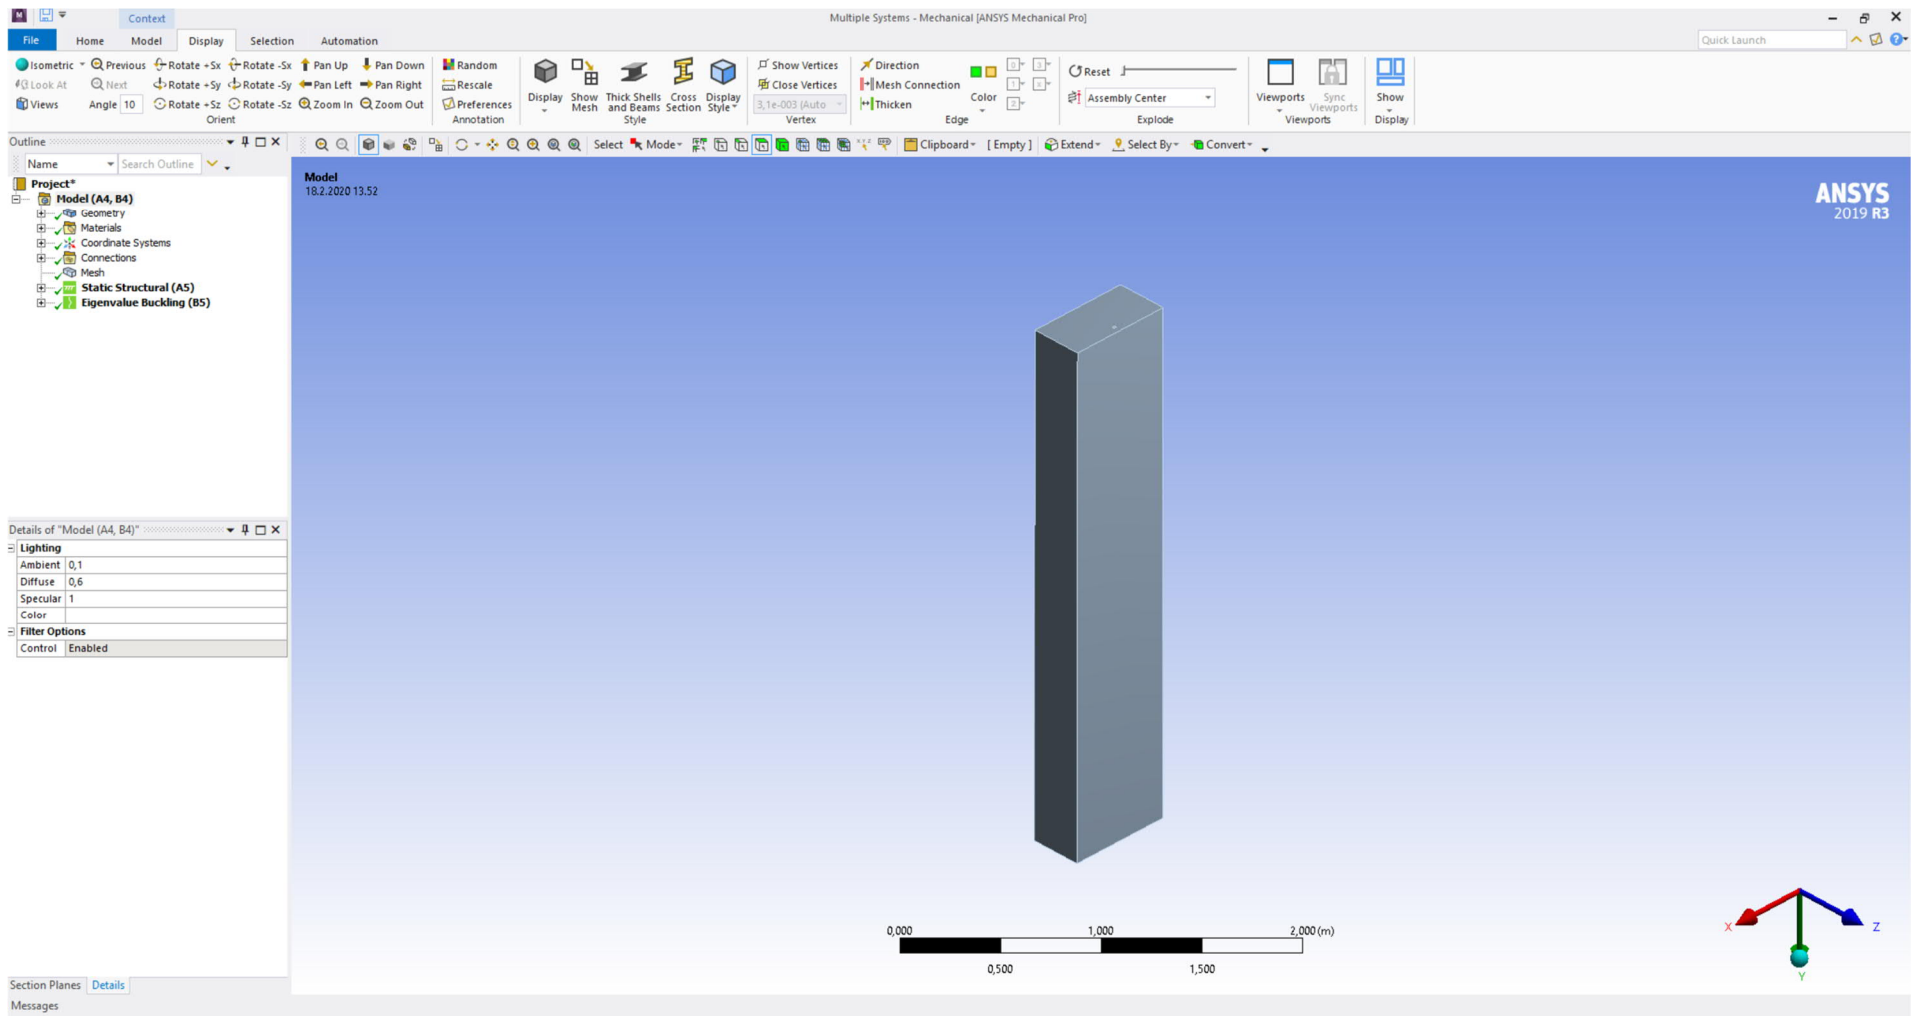 Context
Multiple Systems - Mechanical [ANSYS Mechanical Pro]
File Home Model Display Selection Automation
Quick Launch
Isometric Previous Rotate +Sx Rotate -Sx Pan Up Pan Down
Look At Next Rotate +Sy Rotate -Sy Pan Left Pan Right
Views Angle 10 Rotate +Sz Rotate -Sz Zoom In Zoom Out
Orient
Random
Rescale
Preferences
Annotation
Display Show Mesh Thick Shells and Beams Cross Section Display Style
Style
Show Vertices
Close Vertices
3,1e-003 (Auto
Vertex
Direction
Mesh Connection
Thicken
Color
Edge
Reset
Assembly Center
Explode
Viewports Sync Viewports
Viewports
Show
Display
Outline
Name Search Outline
Select Mode Clipboard [ Empty ] Extend Select By Convert
Project*
Model (A4, B4)
Geometry
Materials
Coordinate Systems
Connections
Mesh
Static Structural (A5)
Eigenvalue Buckling (B5)
Model
18.2.2020 13.52
ANSYS
2019 R3
Details of "Model (A4, B4)"
Lighting
Ambient 0,1
Diffuse 0,6
Specular 1
Color
Filter Options
Control Enabled
0,000 1,000 2,000 (m)
0,500 1,500
X Z
Y
Section Planes Details
Messages